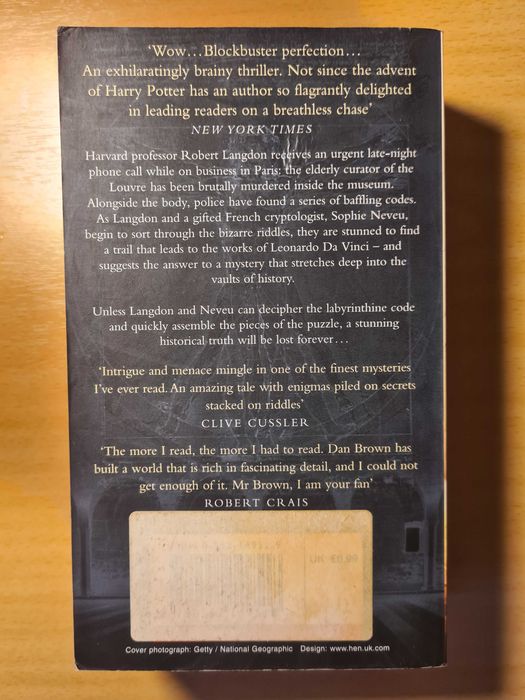 ‘Wow...Blockbuster perfection...
An exhilaratingly brainy thriller. Not since the advent
of Harry Potter has an author so flagrantly delighted
in leading readers on a breathless chase’
NEW YORK TIMES
Harvard professor Robert Langdon receives an urgent late-night
phone call while on business in Paris: the elderly curator of the
Louvre has been brutally murdered inside the museum.
Alongside the body, police have found a series of baffling codes.
As Langdon and a gifted French cryptologist, Sophie Neveu,
begin to sort through the bizarre riddles, they are stunned to find
a trail that leads to the works of Leonardo Da Vinci – and
suggests the answer to a mystery that stretches deep into the
vaults of history.
Unless Langdon and Neveu can decipher the labyrinthine code
and quickly assemble the pieces of the puzzle, a stunning
historical truth will be lost forever...
‘Intrigue and menace mingle in one of the finest mysteries
I’ve ever read. An amazing tale with enigmas piled on secrets
stacked on riddles’
CLIVE CUSSLER
‘The more I read, the more I had to read. Dan Brown has
built a world that is rich in fascinating detail, and I could not
get enough of it. Mr Brown, I am your fan’
ROBERT CRAIS
UK £6.99
Cover photograph: Getty / National Geographic Design: www.hen.uk.com